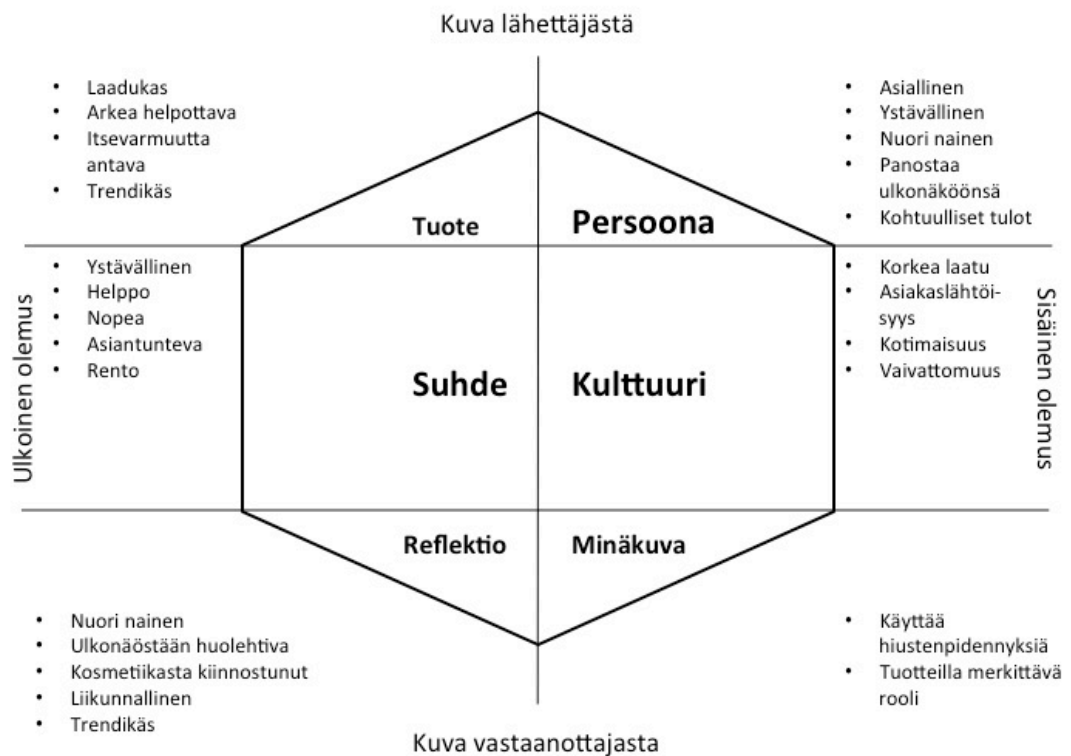 Kuva lähettäjästä
• Laadukas
• Arkea helpottava
• Itsevarmuutta
antava
• Trendikäs
• Asiallinen
• Ystävällinen
• Nuori nainen
• Panostaa
ulkonäköönsä
• Kohtuulliset tulot
Tuote
Persoona
Ulkoinen olemus
• Ystävällinen
• Helppo
• Nopea
• Asiantunteva
• Rento
Suhde
Kulttuuri
• Korkea laatu
• Asiakaslähtöi-
syys
• Kotimaisuus
• Vaivattomuus
Sisäinen olemus
Reflektio
Minäkuva
• Nuori nainen
• Ulkonäöstään huolehtiva
• Kosmetiikasta kiinnostunut
• Liikunnallinen
• Trendikäs
• Käyttää
hiustenpidennyksiä
• Tuotteilla merkittävä
rooli
Kuva vastaanottajasta